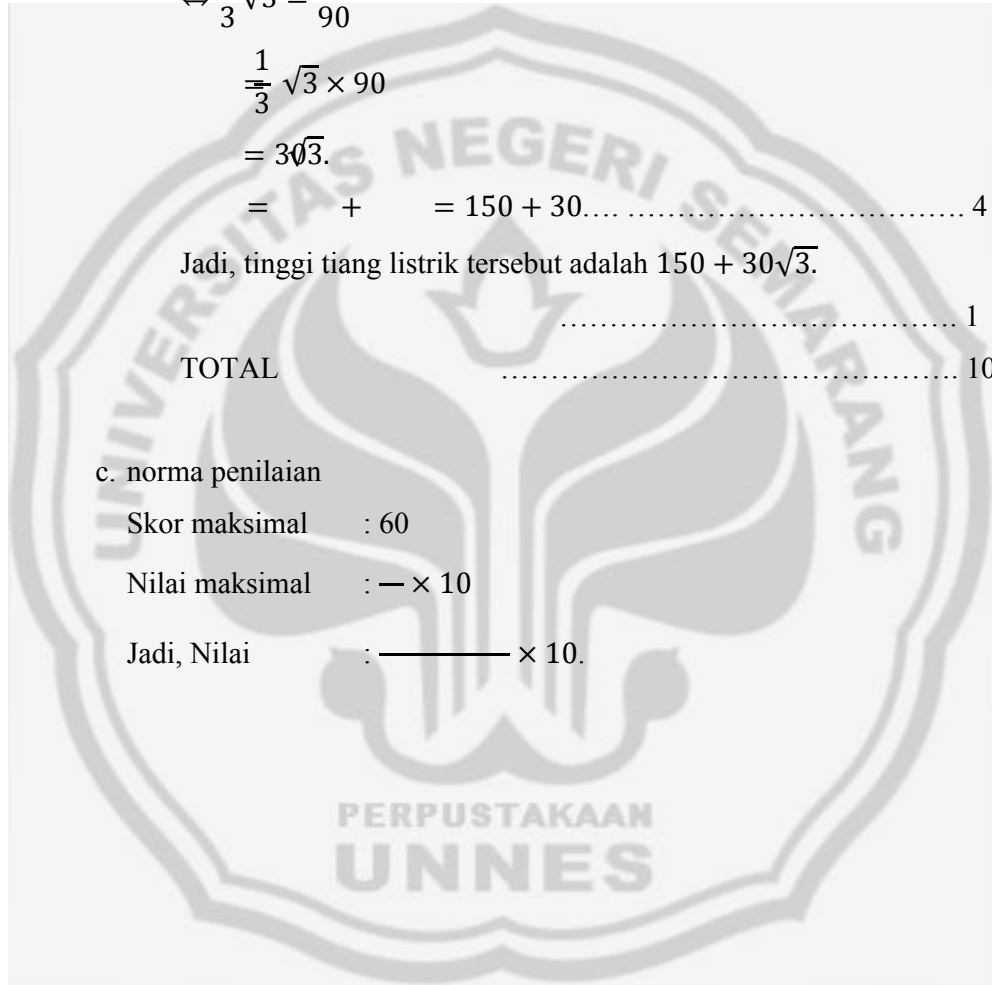 ⇔ 3 √3 = 90
= 1/3 √3 × 90
= 30√3.
= + = 150 + 30…. ……………………………. 4
Jadi, tinggi tiang listrik tersebut adalah 150 + 30√3.
…………………………………. 1
TOTAL ………………………………………. 10
c. norma penilaian
Skor maksimal : 60
Nilai maksimal : — × 10
Jadi, Nilai : ———— × 10.
UNIVERSITAS NEGERI SEMARANG
PERPUSTAKAAN
UNNES